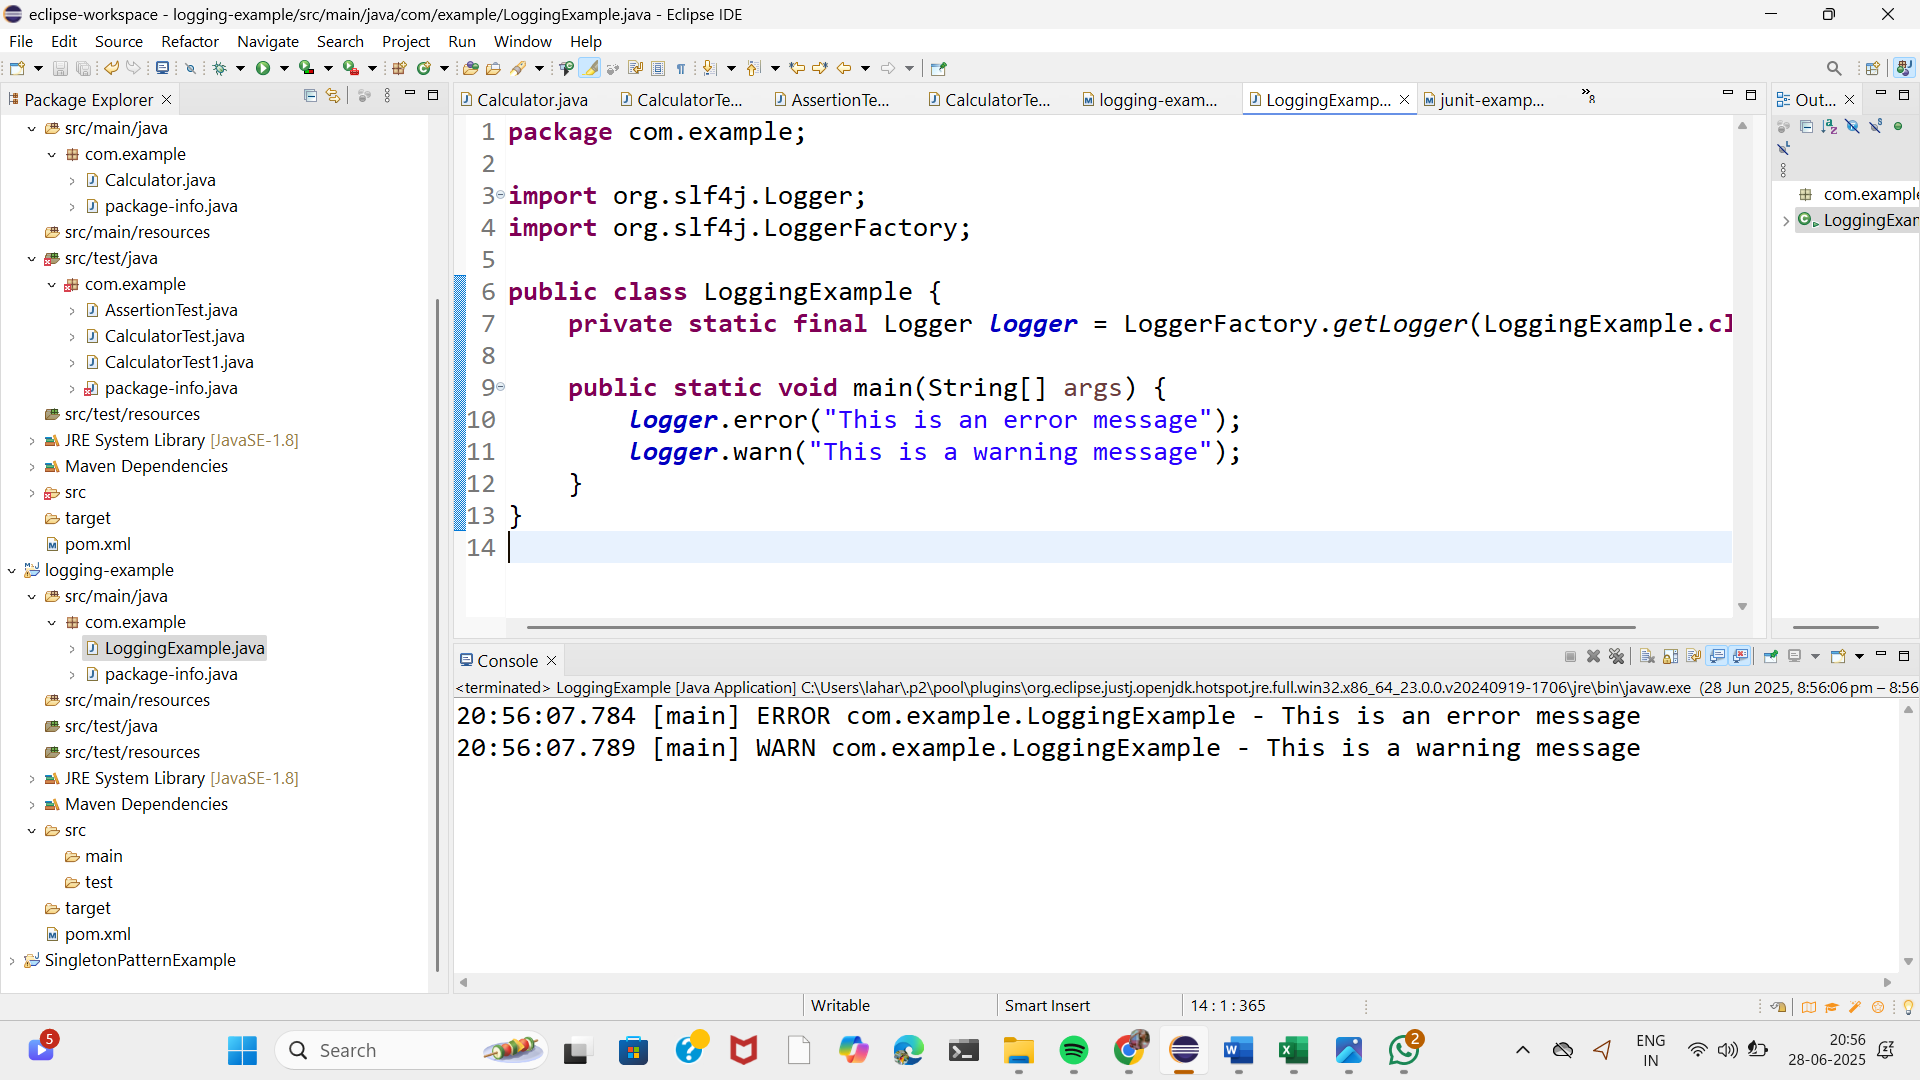 eclipse-workspace - logging-example/src/main/java/com/example/LoggingExample.java - Eclipse IDE
File Edit Source Refactor Navigate Search Project Run Window Help
Package Explorer
src/main/java
com.example
Calculator.java
package-info.java
src/main/resources
src/test/java
com.example
AssertionTest.java
CalculatorTest.java
CalculatorTest1.java
package-info.java
src/test/resources
JRE System Library [JavaSE-1.8]
Maven Dependencies
src
target
pom.xml
logging-example
src/main/java
com.example
LoggingExample.java
package-info.java
src/main/resources
src/test/java
src/test/resources
JRE System Library [JavaSE-1.8]
Maven Dependencies
src
main
test
target
pom.xml
SingletonPatternExample
Calculator.java CalculatorTe... AssertionTe... CalculatorTe... logging-exam... LoggingExamp... junit-examp... »8
1 package com.example;
2
3 import org.slf4j.Logger;
4 import org.slf4j.LoggerFactory;
5
6 public class LoggingExample {
7     private static final Logger logger = LoggerFactory.getLogger(LoggingExample.cl
8
9     public static void main(String[] args) {
10         logger.error("This is an error message");
11         logger.warn("This is a warning message");
12     }
13 }
14
Out...
com.example
LoggingExar
Console
<terminated> LoggingExample [Java Application] C:\Users\lahar\.p2\pool\plugins\org.eclipse.justj.openjdk.hotspot.jre.full.win32.x86_64_23.0.0.v20240919-1706\jre\bin\javaw.exe (28 Jun 2025, 8:56:06 pm – 8:56
20:56:07.784 [main] ERROR com.example.LoggingExample - This is an error message
20:56:07.789 [main] WARN com.example.LoggingExample - This is a warning message
Writable Smart Insert 14 : 1 : 365
5
Search
2
ENG
IN
20:56
28-06-2025